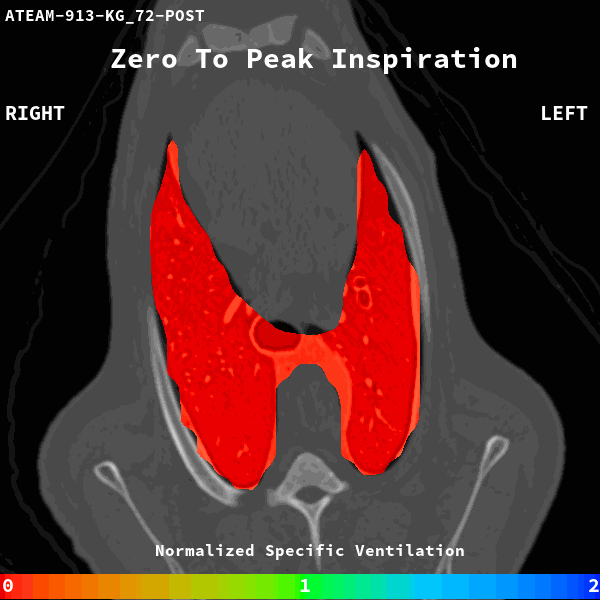 ATEAM-913-KG_72-POST
Zero To Peak Inspiration
RIGHT
LEFT
Normalized Specific Ventilation
0 1 2